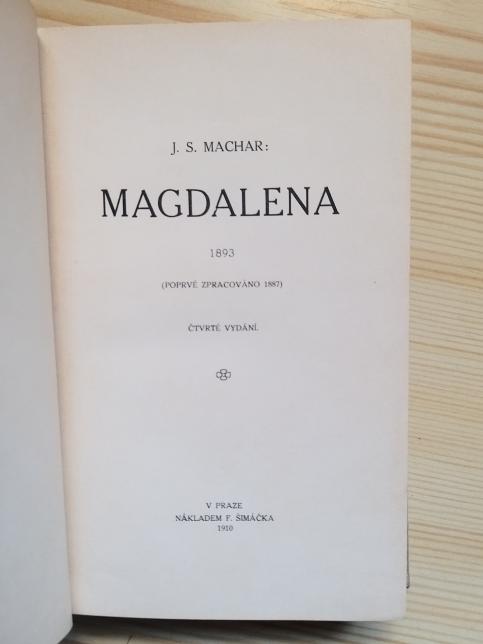 J. S. MACHAR:
MAGDALENA
1893
(POPRVÉ ZPRACOVÁNO 1887)
ČTVRTÉ VYDÁNÍ.
V PRAZE
NÁKLADEM F. ŠIMÁČKA
1910